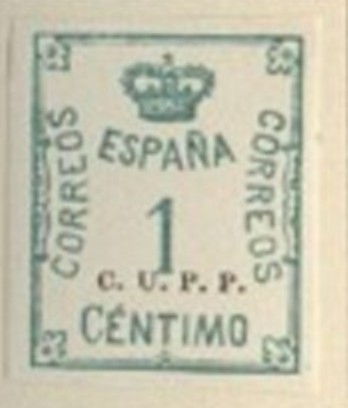 ESPAÑA
CORREOS
CORREOS
1
C. U. P. P.
CÉNTIMO